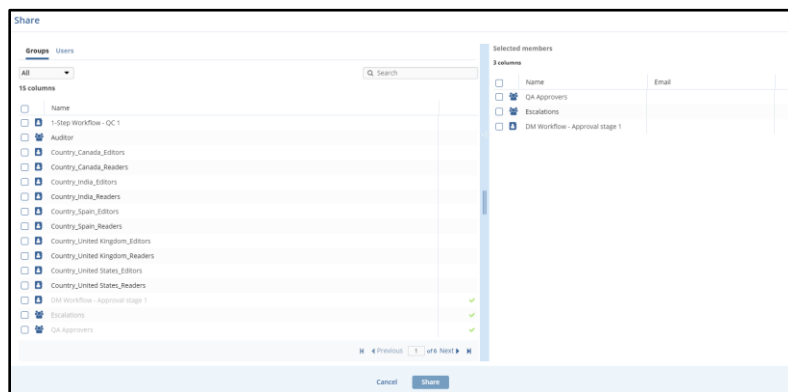 Share
Groups Users
All
Search
15 columns
Name
1-Step Workflow - QC 1
Auditor
Country_Canada_Editors
Country_Canada_Readers
Country_India_Editors
Country_India_Readers
Country_Spain_Editors
Country_Spain_Readers
Country_United Kingdom_Editors
Country_United Kingdom_Readers
Country_United States_Editors
Country_United States_Readers
DM Workflow - Approval stage 1
Escalations
QA Approvers
Previous 1 of 6 Next
Selected members
3 columns
Name Email
QA Approvers
Escalations
DM Workflow - Approval stage 1
Cancel Share